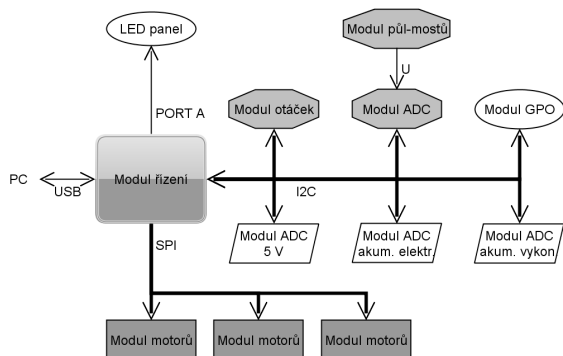 LED panel
Modul půl-mostů
U
PORT A
Modul otáček
Modul ADC
Modul GPO
PC
USB
Modul řízení
I2C
SPI
Modul ADC
5 V
Modul ADC
akum. elektr.
Modul ADC
akum. vykon
Modul motorů
Modul motorů
Modul motorů